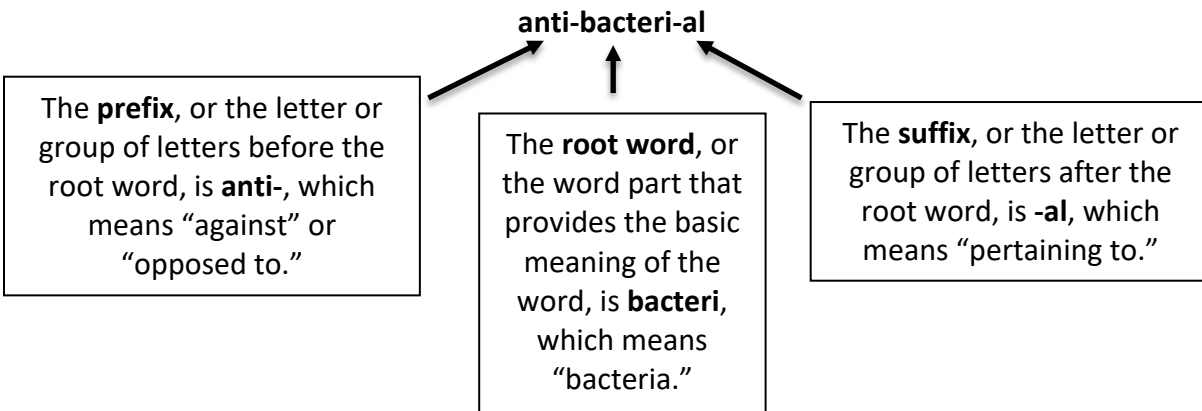 anti-bacteri-al
The prefix, or the letter or
group of letters before the
root word, is anti-, which
means “against” or
“opposed to.”
The root word, or
the word part that
provides the basic
meaning of the
word, is bacteri,
which means
“bacteria.”
The suffix, or the letter or
group of letters after the
root word, is -al, which
means “pertaining to.”